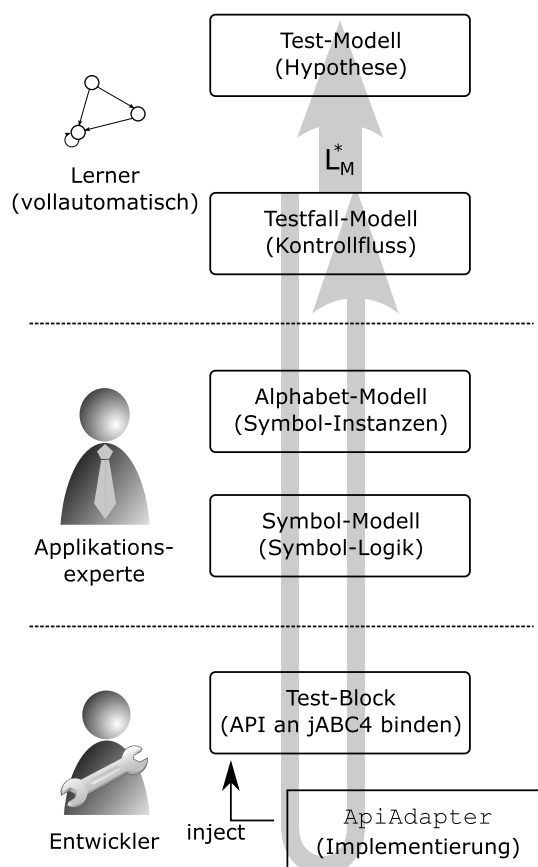 Test-Modell
(Hypothese)
L*M
Lerner
(vollautomatisch)
Testfall-Modell
(Kontrollfluss)
Alphabet-Modell
(Symbol-Instanzen)
Symbol-Modell
(Symbol-Logik)
Applikations-
experte
Test-Block
(API an jABC4 binden)
Entwickler
inject
ApiAdapter
(Implementierung)